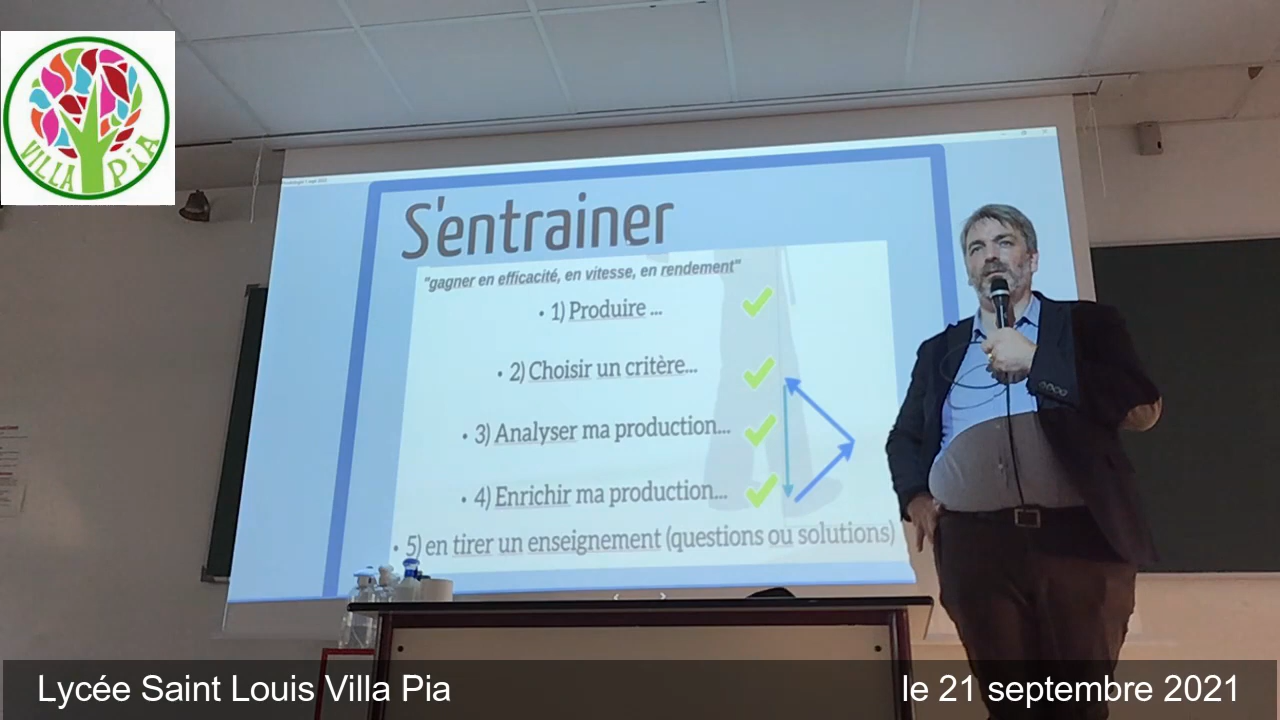 VILLA PIA
S'entrainer
"gagner en efficacité, en vitesse, en rendement"
• 1) Produire ...
• 2) Choisir un critère...
• 3) Analyser ma production...
• 4) Enrichir ma production...
• 5) en tirer un enseignement (questions ou solutions)
Lycée Saint Louis Villa Pia
le 21 septembre 2021